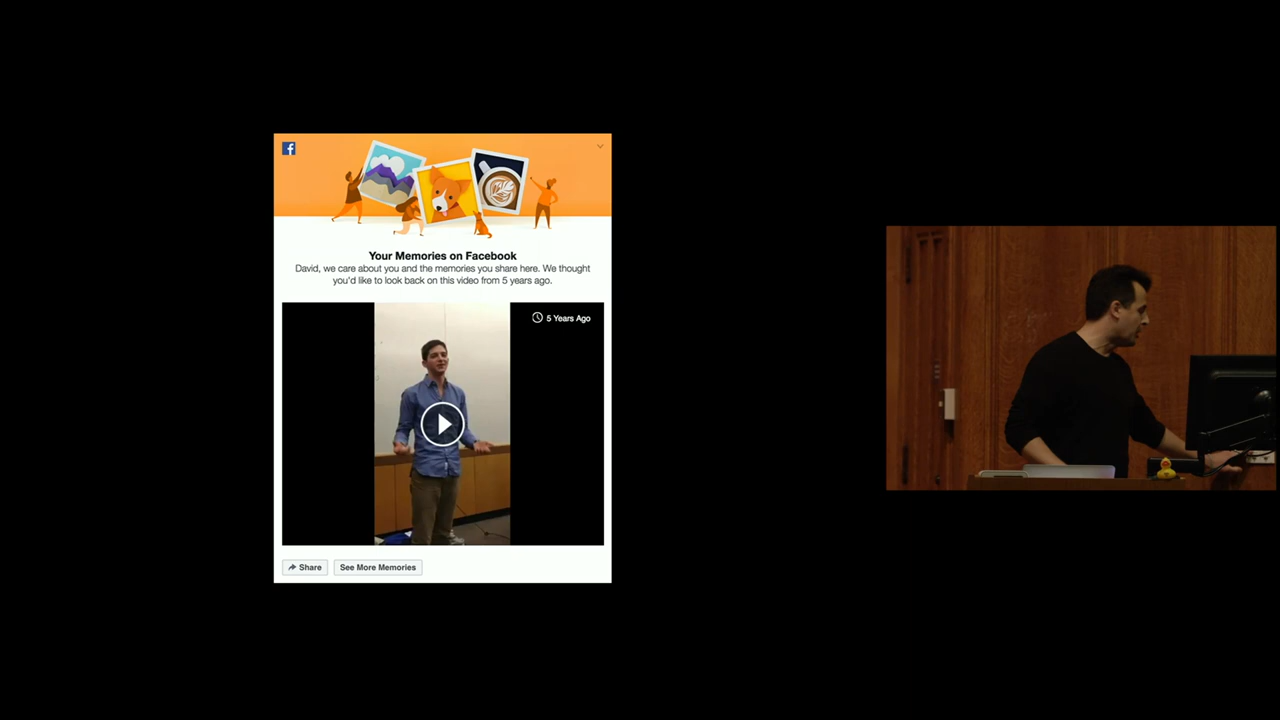 Your Memories on Facebook
David, we care about you and the memories you share here. We thought
you'd like to look back on this video from 5 years ago.
5 Years Ago
Share
See More Memories